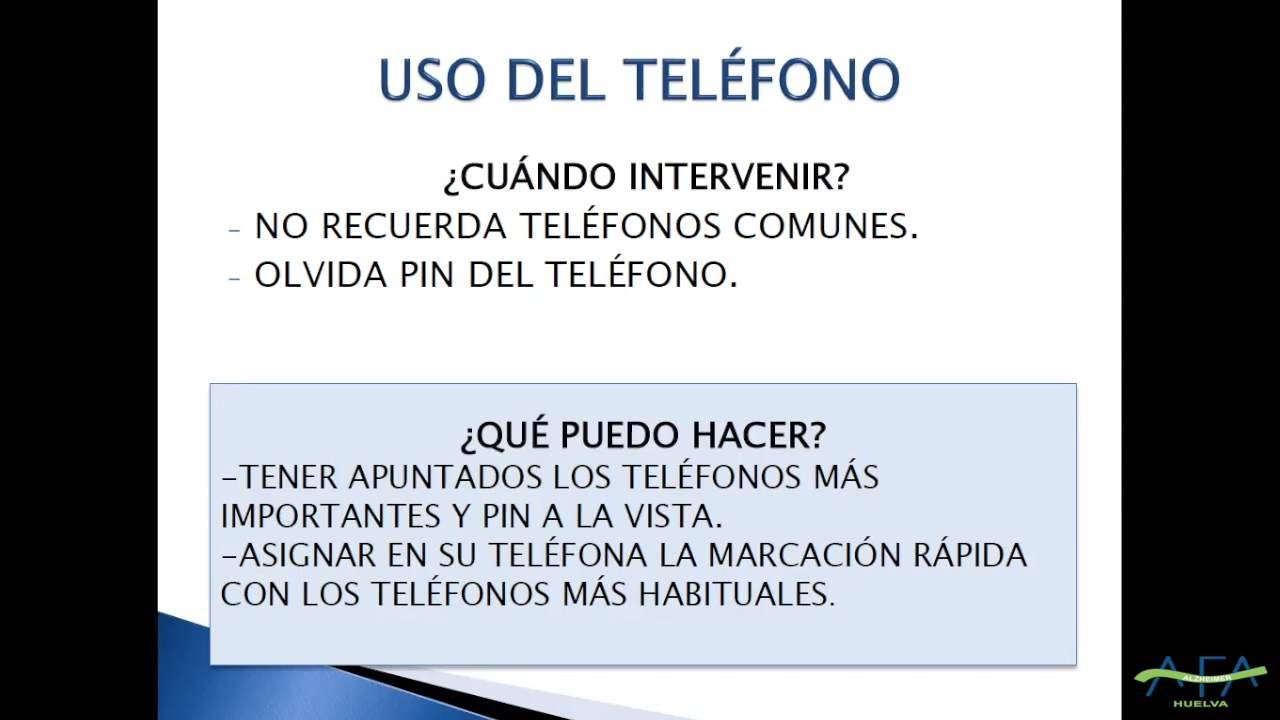 USO DEL TELÉFONO
¿CUÁNDO INTERVENIR?
- NO RECUERDA TELÉFONOS COMUNES.
- OLVIDA PIN DEL TELÉFONO.
¿QUÉ PUEDO HACER?
-TENER APUNTADOS LOS TELÉFONOS MÁS
IMPORTANTES Y PIN A LA VISTA.
-ASIGNAR EN SU TELÉFONA LA MARCACIÓN RÁPIDA
CON LOS TELÉFONOS MÁS HABITUALES.
AFA
ALZHEIMER
HUELVA